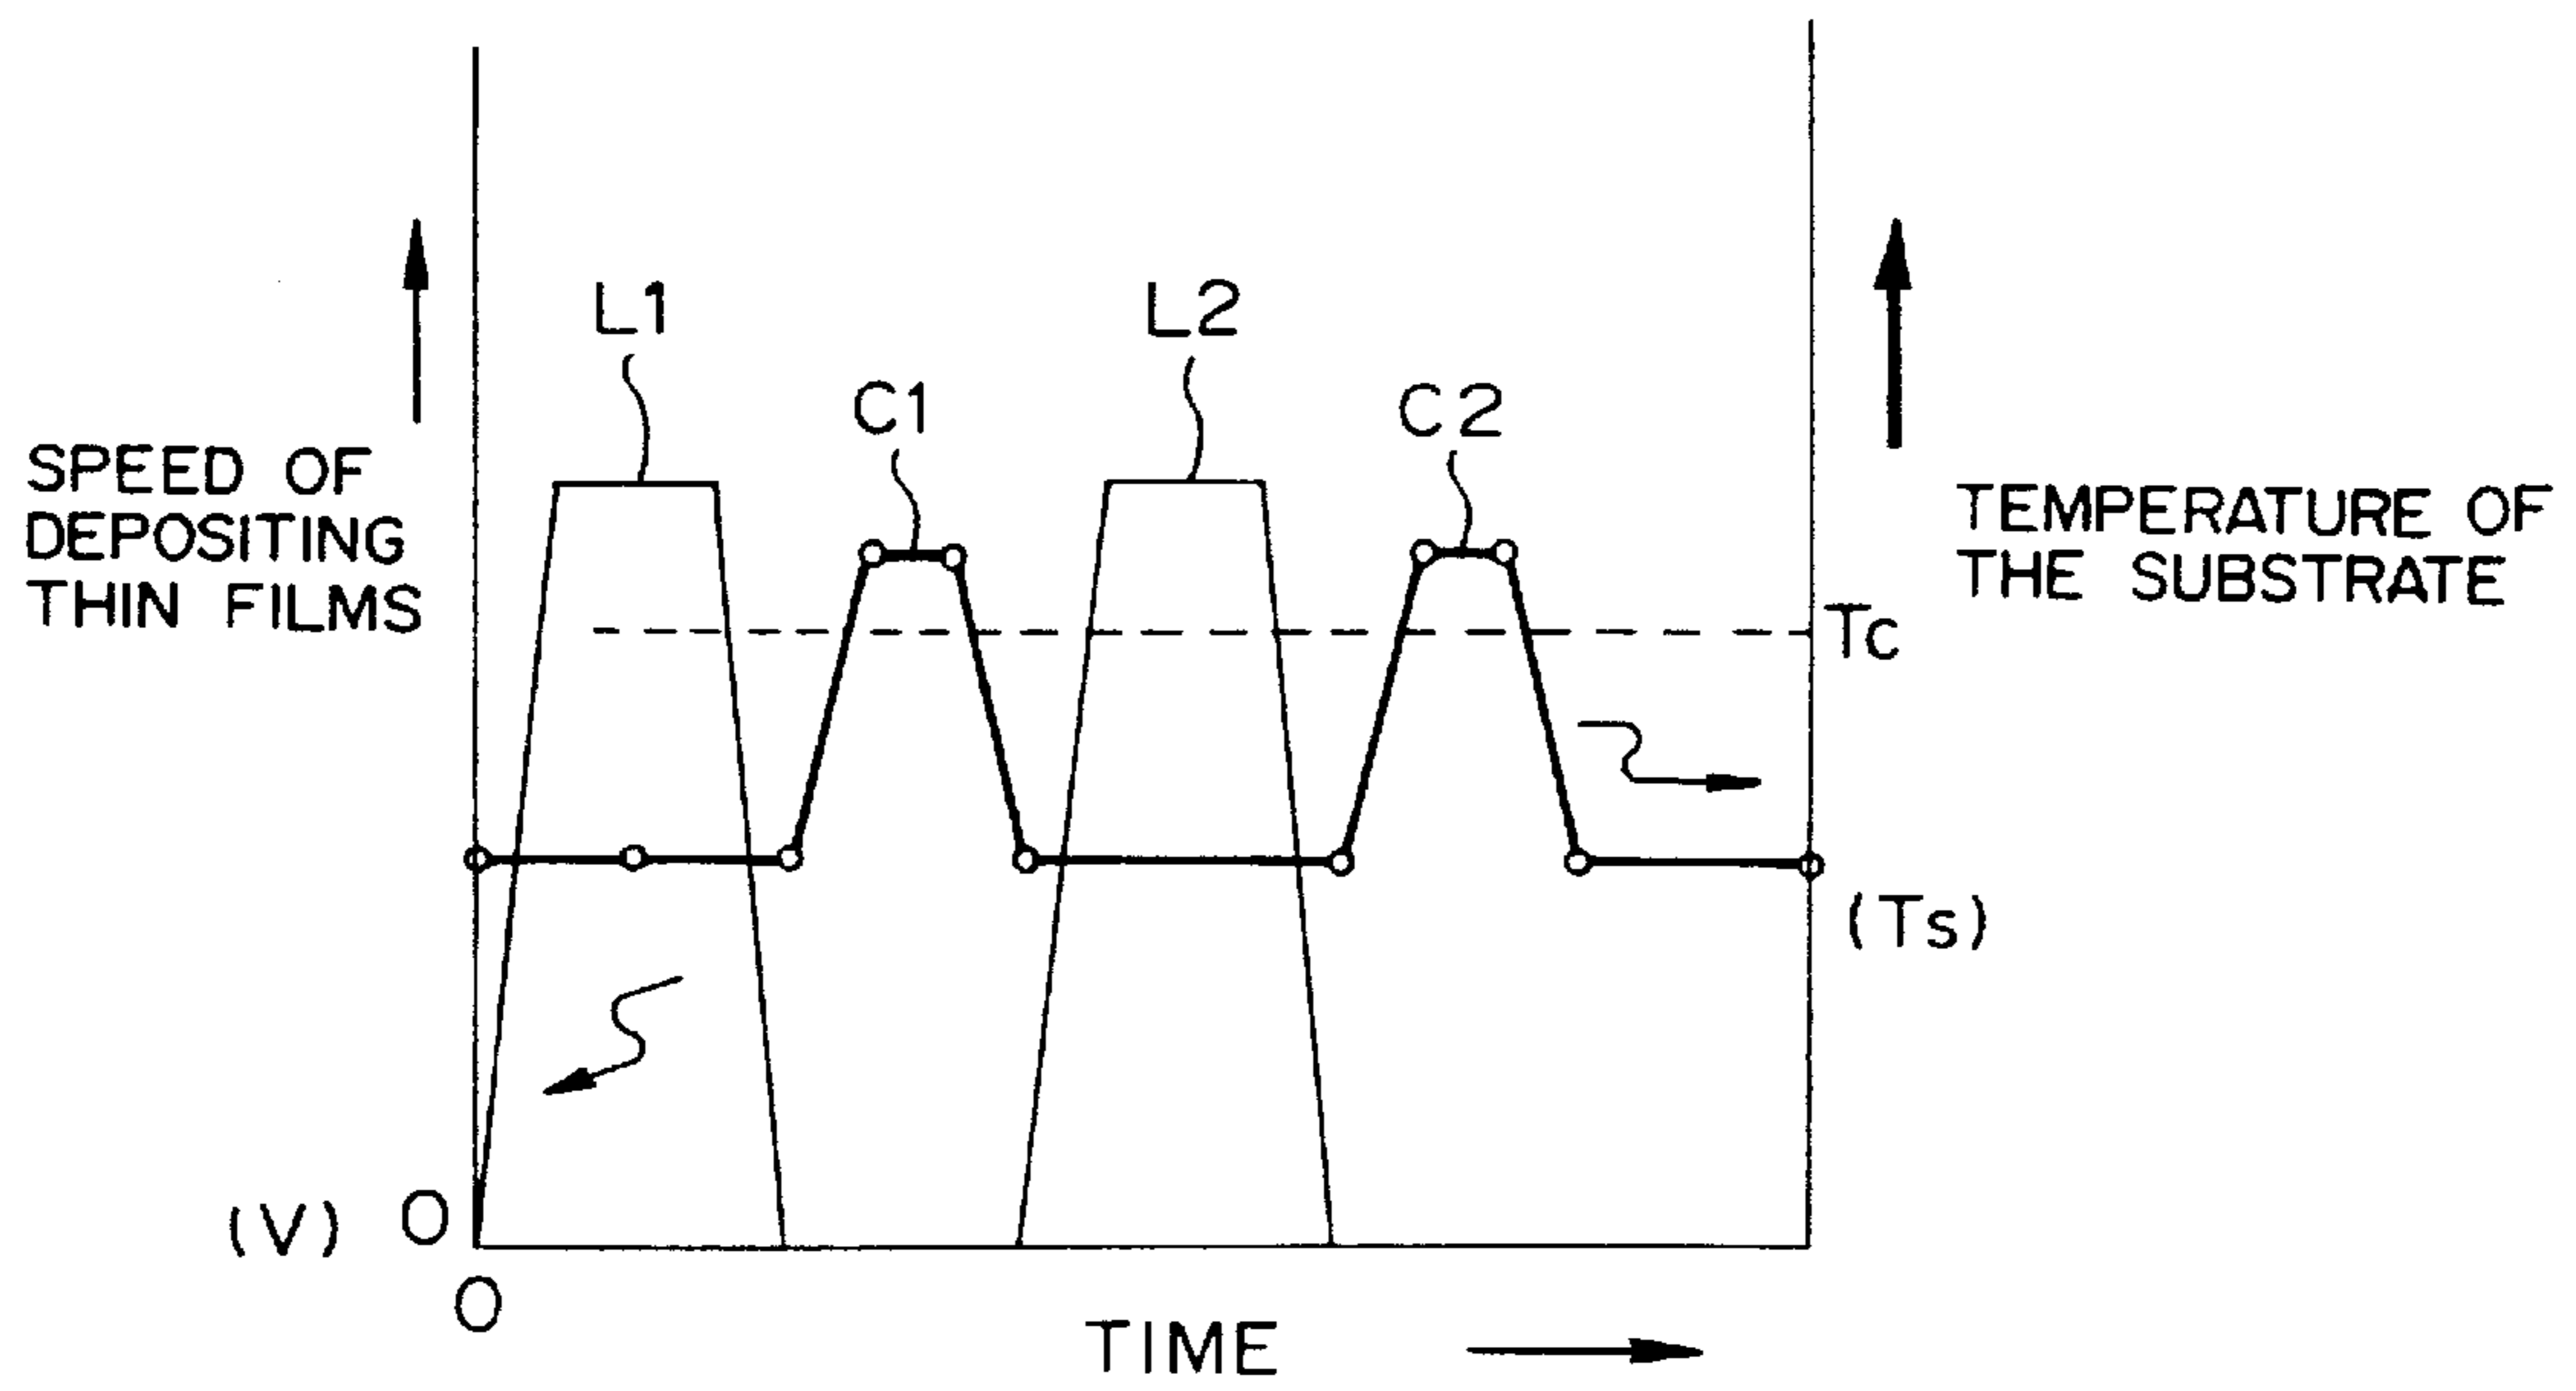 L1
L2
C1
C2
SPEED OF
DEPOSITING
THIN FILMS
TEMPERATURE OF
THE SUBSTRATE
Tc
(Ts)
(V) 0
0
TIME